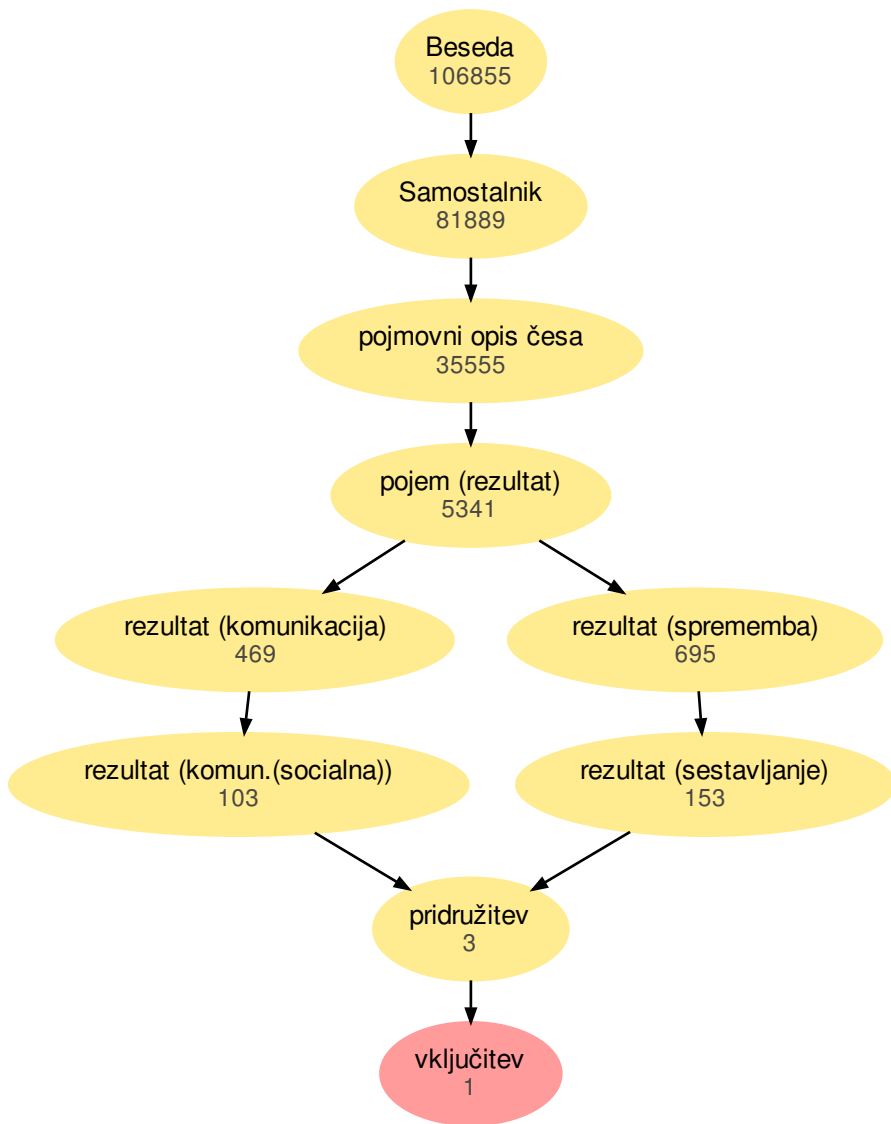 Beseda
106855
Samostalnik
81889
pojmovni opis česa
35555
pojem (rezultat)
5341
rezultat (komunikacija)
469
rezultat (sprememba)
695
rezultat (komun.(socialna))
103
rezultat (sestavljanje)
153
pridružitev
3
vključitev
1